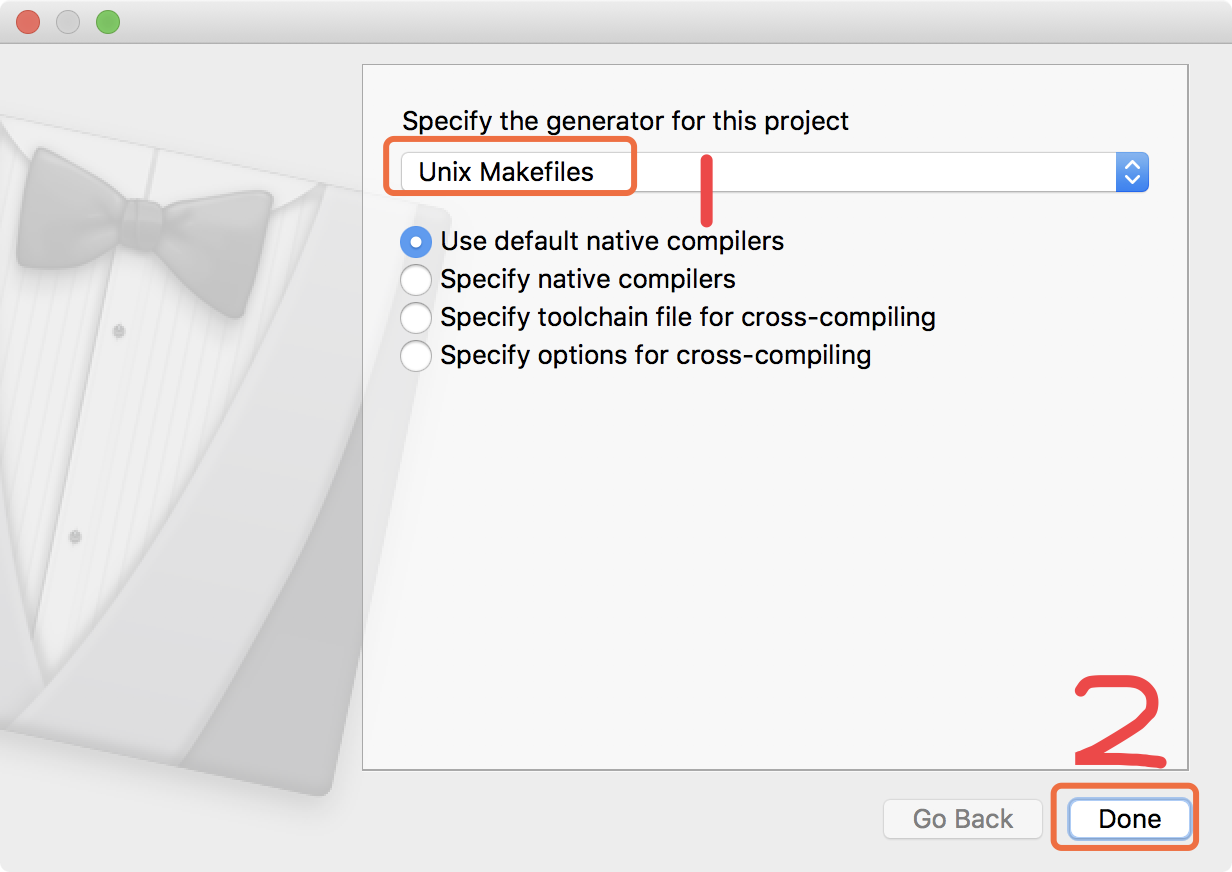 Specify the generator for this project
Unix Makefiles
1
Use default native compilers
Specify native compilers
Specify toolchain file for cross-compiling
Specify options for cross-compiling
2
Go Back
Done